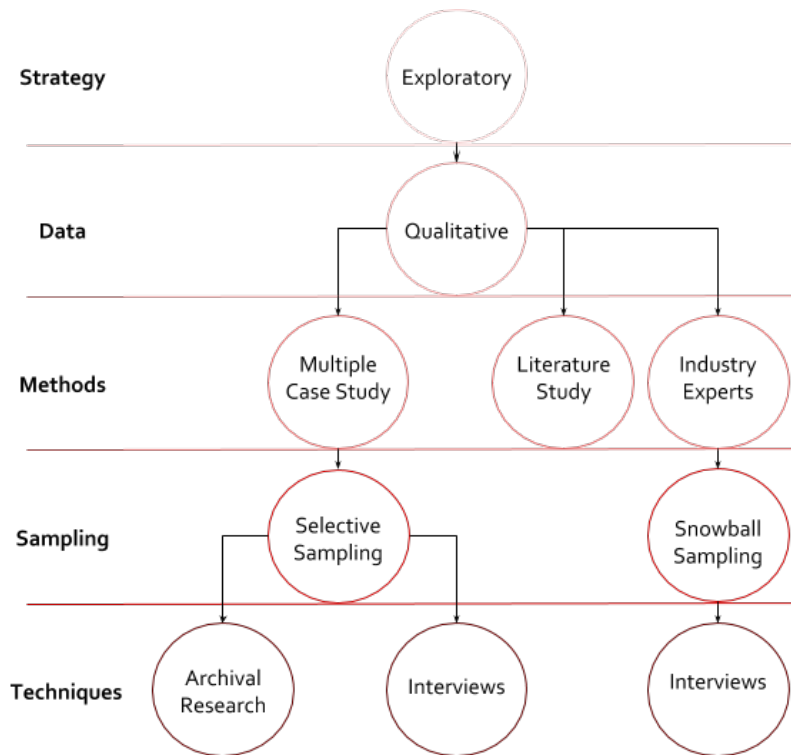 Strategy
Exploratory
Data
Qualitative
Methods
Multiple
Case Study
Literature
Study
Industry
Experts
Sampling
Selective
Sampling
Snowball
Sampling
Techniques
Archival
Research
Interviews
Interviews